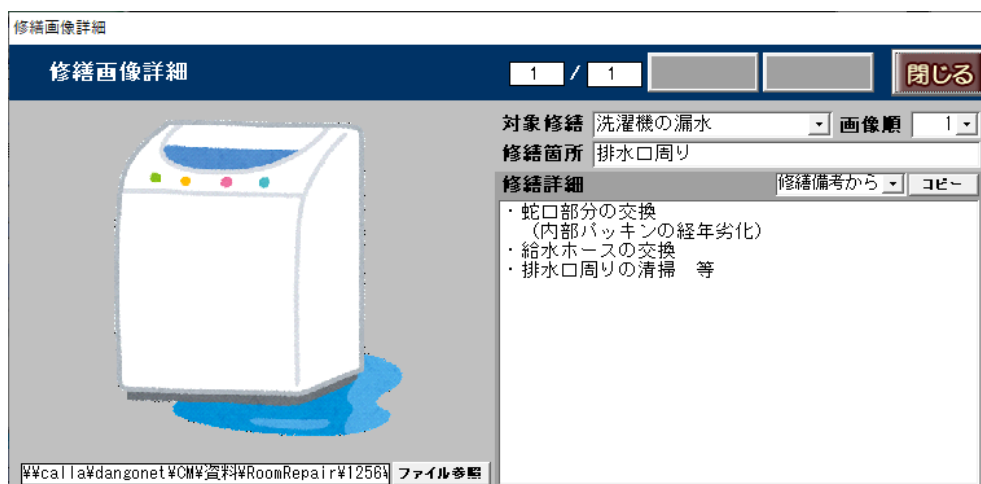 修繕画像詳細
修繕画像詳細
1 / 1
閉じる
対象修繕 洗濯機の漏水 画像順 1
修繕箇所 排水口周り
修繕詳細 修繕備考から コピー
・蛇口部分の交換
（内部パッキンの経年劣化）
・給水ホースの交換
・排水口周りの清掃　等
¥¥calla¥dangonet¥CM¥資料¥RoomRepair¥1256¥ ファイル参照